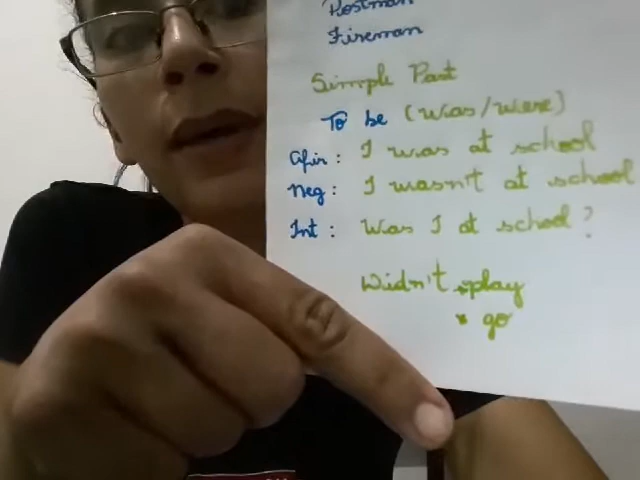 Postman
Fireman
Simple Past
To be (was/were)
Afir: I was at school
Neg: I wasn't at school
Int: Was I at school?
Didn't play
go